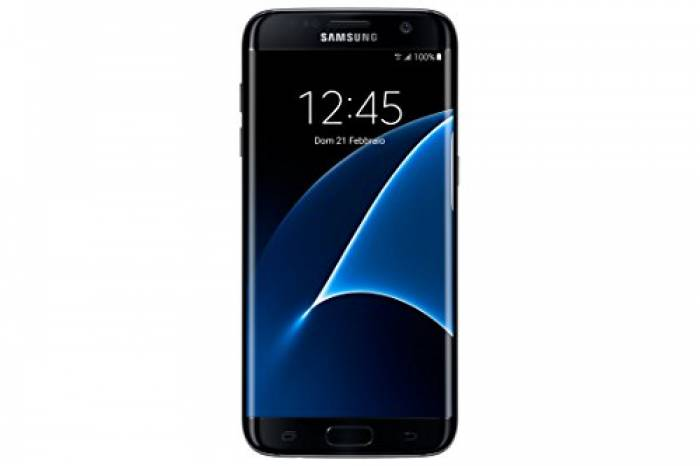 SAMSUNG
100%
12:45
Dom 21 Febbraio